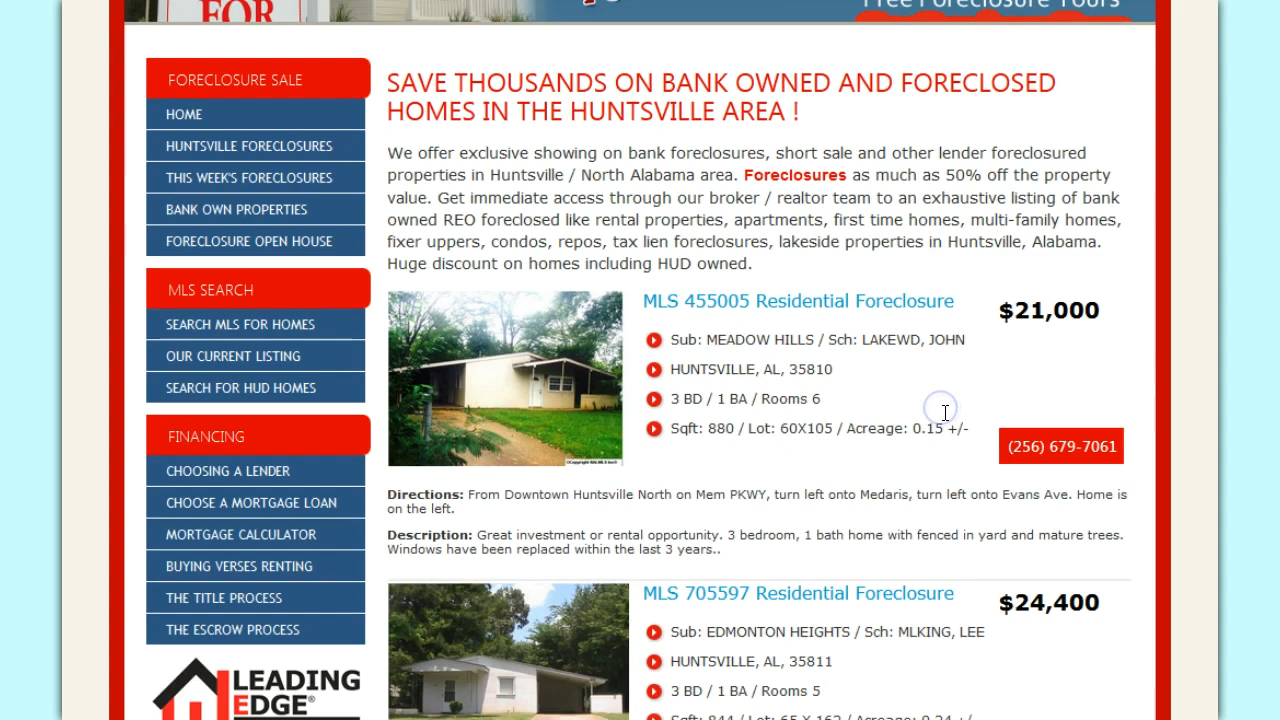 FOR
Free Foreclosure Tours
FORECLOSURE SALE
HOME
HUNTSVILLE FORECLOSURES
THIS WEEK'S FORECLOSURES
BANK OWN PROPERTIES
FORECLOSURE OPEN HOUSE
MLS SEARCH
SEARCH MLS FOR HOMES
OUR CURRENT LISTING
SEARCH FOR HUD HOMES
FINANCING
CHOOSING A LENDER
CHOOSE A MORTGAGE LOAN
MORTGAGE CALCULATOR
BUYING VERSES RENTING
THE TITLE PROCESS
THE ESCROW PROCESS
LEADING
EDGE®
SAVE THOUSANDS ON BANK OWNED AND FORECLOSED
HOMES IN THE HUNTSVILLE AREA !
We offer exclusive showing on bank foreclosures, short sale and other lender foreclosured
properties in Huntsville / North Alabama area. Foreclosures as much as 50% off the property
value. Get immediate access through our broker / realtor team to an exhaustive listing of bank
owned REO foreclosed like rental properties, apartments, first time homes, multi-family homes,
fixer uppers, condos, repos, tax lien foreclosures, lakeside properties in Huntsville, Alabama.
Huge discount on homes including HUD owned.
MLS 455005 Residential Foreclosure
$21,000
Sub: MEADOW HILLS / Sch: LAKEWD, JOHN
HUNTSVILLE, AL, 35810
3 BD / 1 BA / Rooms 6
Sqft: 880 / Lot: 60X105 / Acreage: 0.15 +/-
(256) 679-7061
Directions: From Downtown Huntsville North on Mem PKWY, turn left onto Medaris, turn left onto Evans Ave. Home is
on the left.
Description: Great investment or rental opportunity. 3 bedroom, 1 bath home with fenced in yard and mature trees.
Windows have been replaced within the last 3 years..
MLS 705597 Residential Foreclosure
$24,400
Sub: EDMONTON HEIGHTS / Sch: MLKING, LEE
HUNTSVILLE, AL, 35811
3 BD / 1 BA / Rooms 5
Sqft: 844 / Lot: 65 X 162 / Acreage: 0.24 +/-